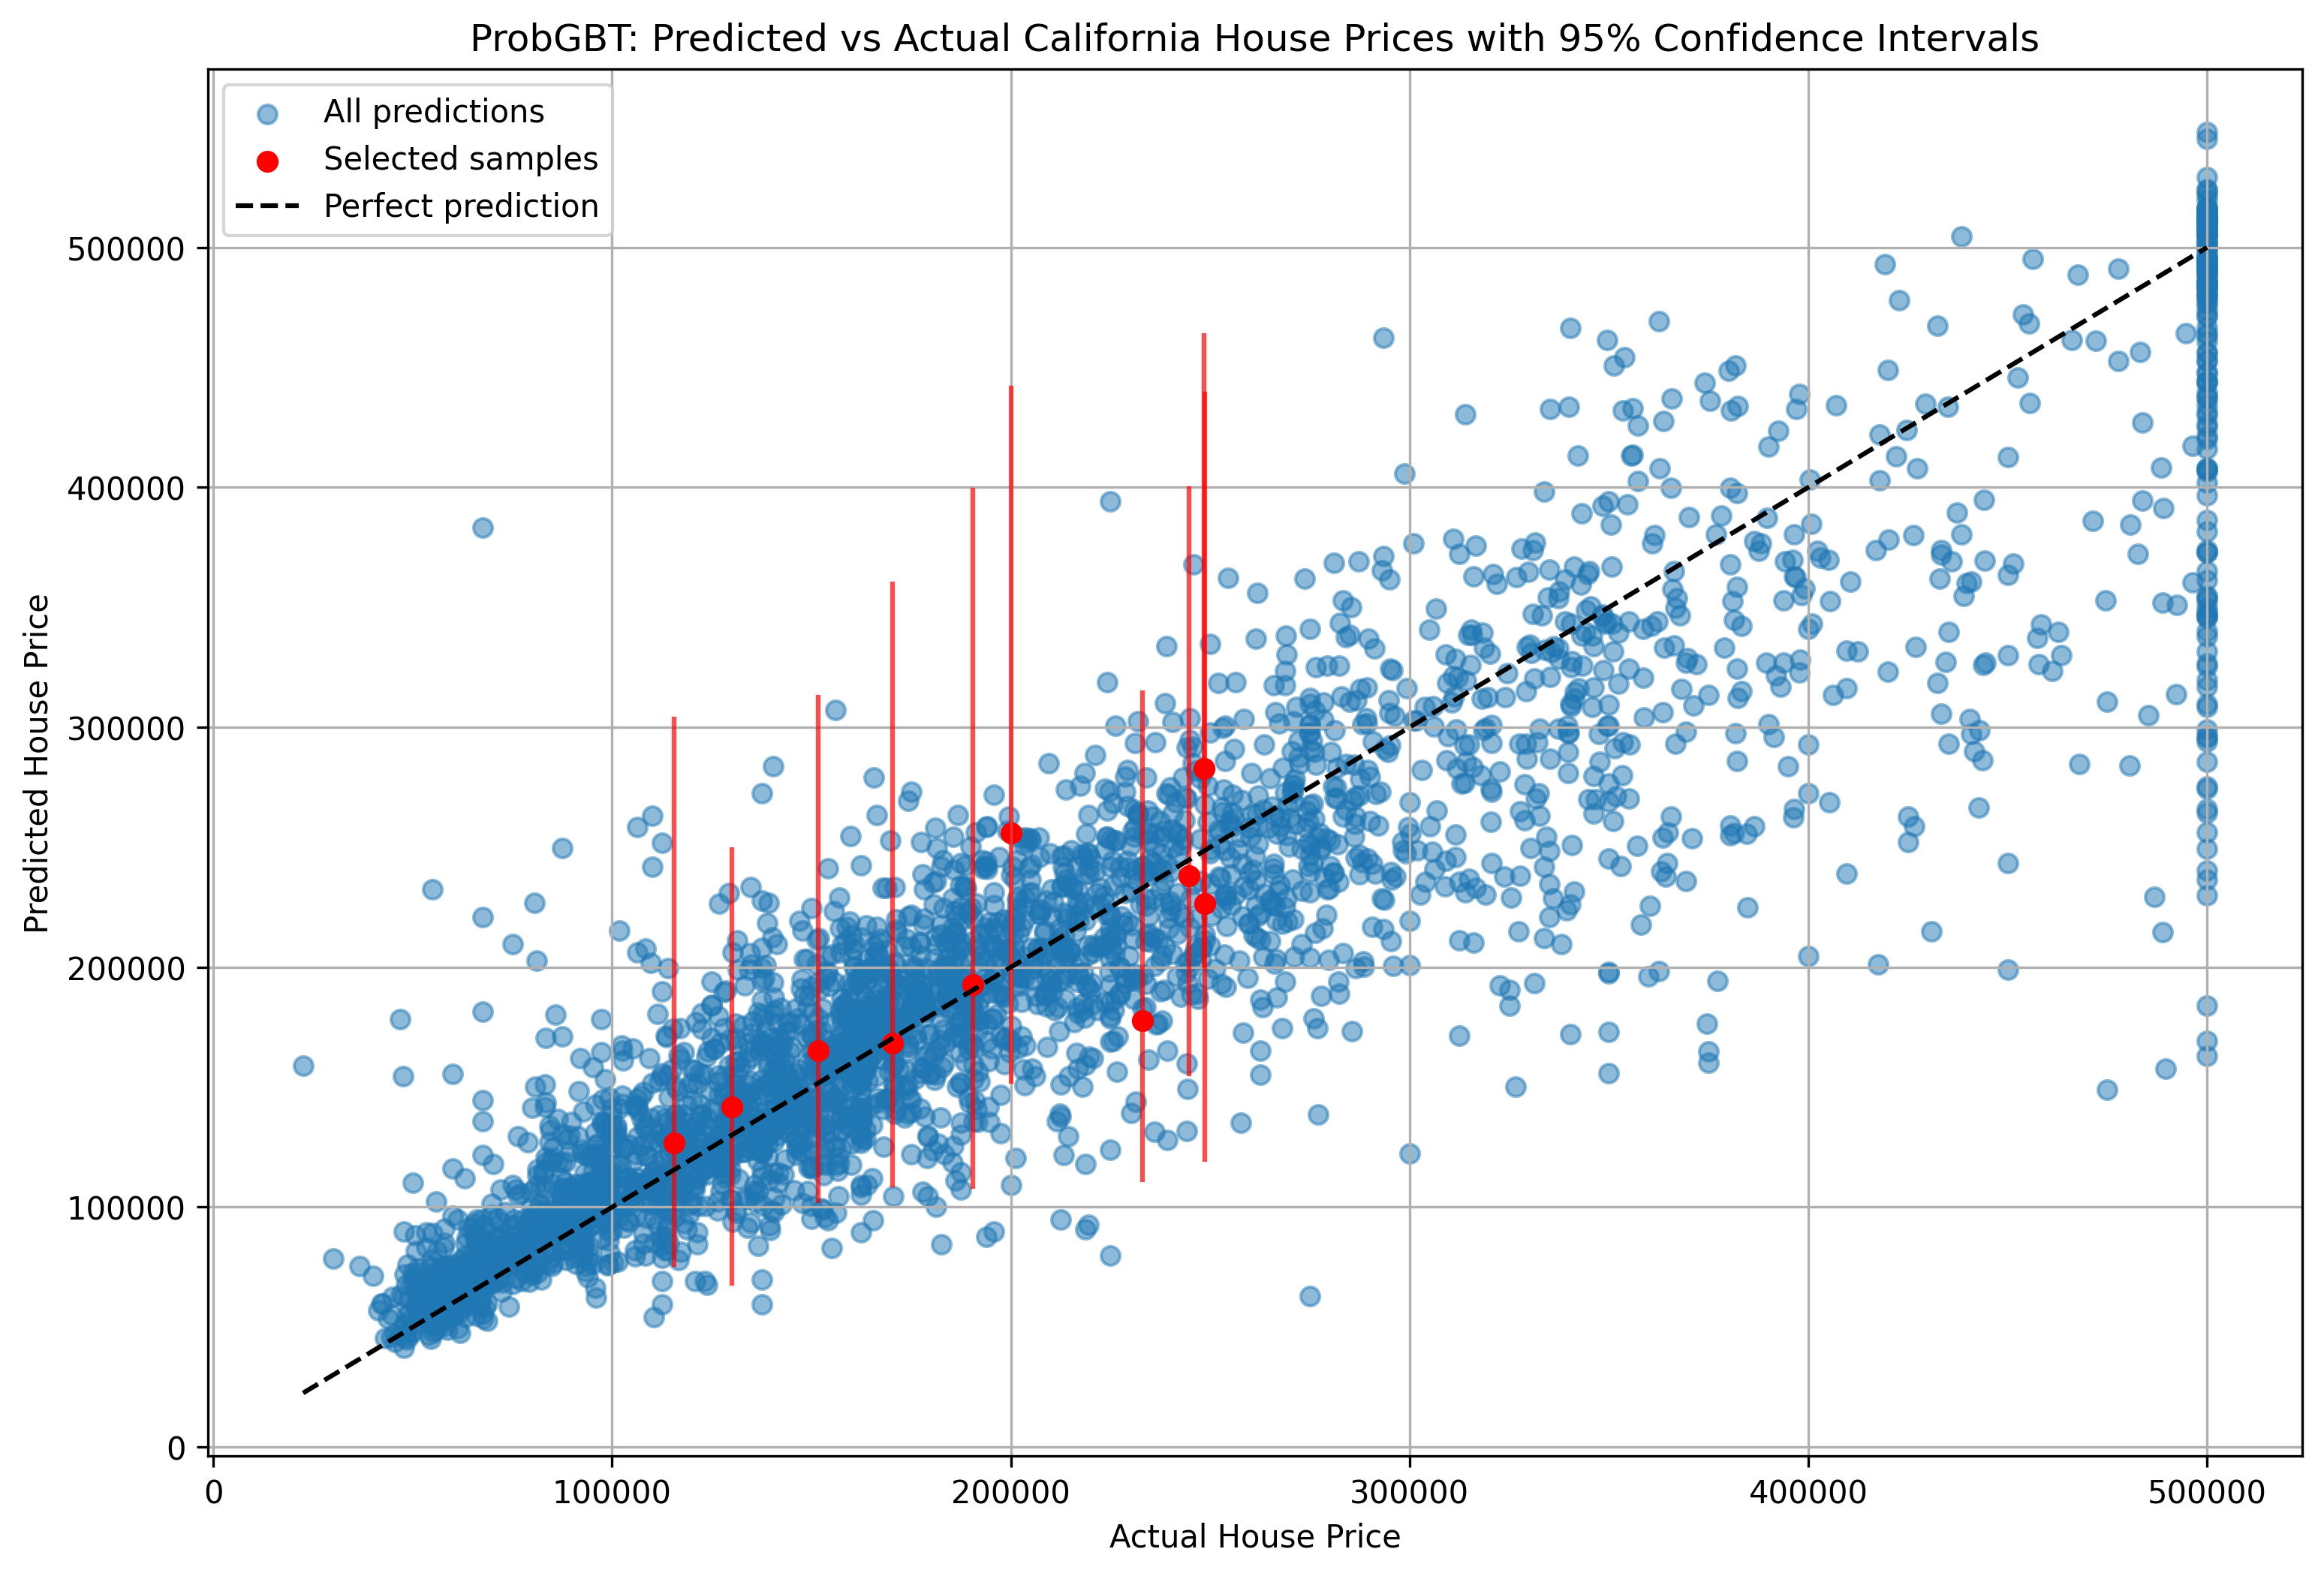 ProbGBT: Predicted vs Actual California House Prices with 95% Confidence Intervals
All predictions
Selected samples
Perfect prediction
Predicted House Price
500000
400000
300000
200000
100000
0
0 100000 200000 300000 400000 500000
Actual House Price